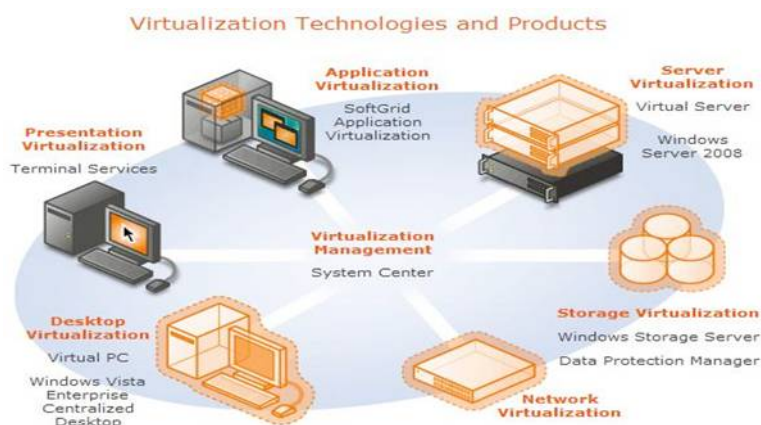 Virtualization Technologies and Products
Application
Virtualization
SoftGrid
Application
Virtualization
Server
Virtualization
Virtual Server
Windows
Server 2008
Presentation
Virtualization
Terminal Services
Virtualization
Management
System Center
Desktop
Virtualization
Virtual PC
Windows Vista
Enterprise
Centralized
Desktop
Storage Virtualization
Windows Storage Server
Data Protection Manager
Network
Virtualization